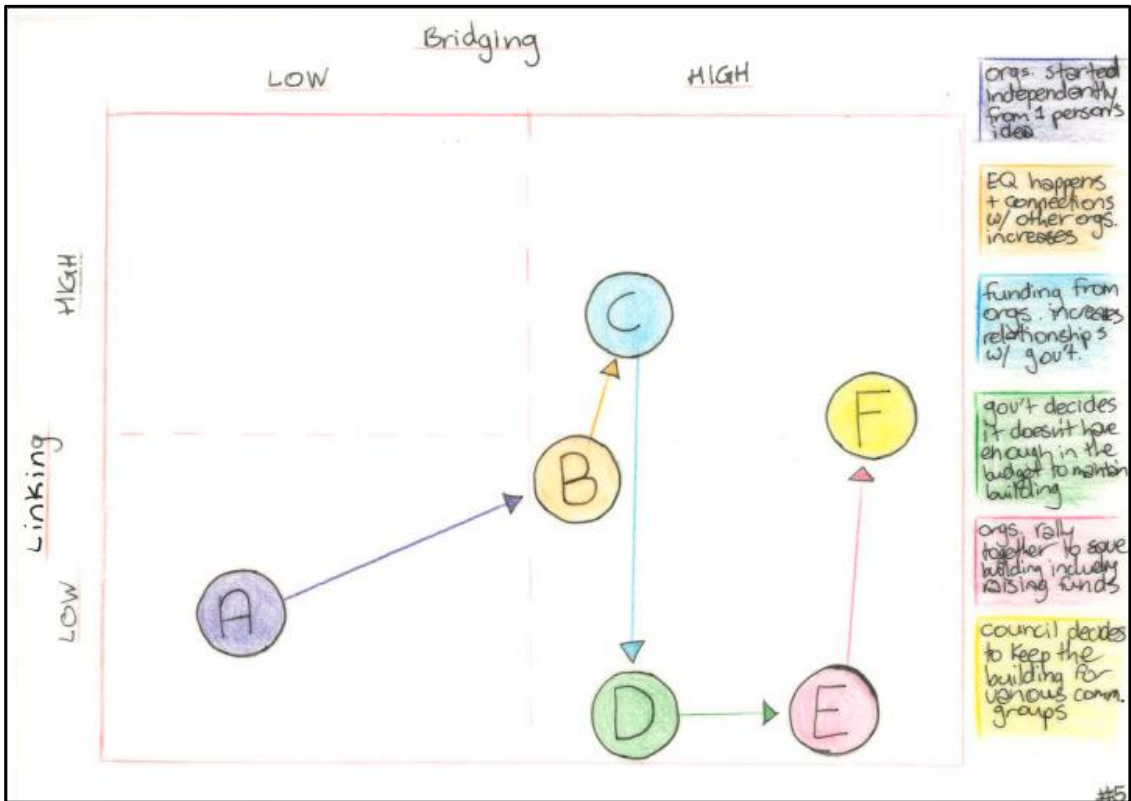 Bridging
LOW
HIGH
Linking
HIGH
LOW
A
B
C
D
E
F
orgs. started
independently
from 1 person's
idea
EQ happens
+ connections
w/ other orgs.
increases
funding from
orgs. increases
relationships
w/ gov't.
gov't decides
it doesn't have
enough in the
budget to maintain
building
orgs. rally
together to save
building including
raising funds
council decides
to keep the
building for
various comm.
groups
#5